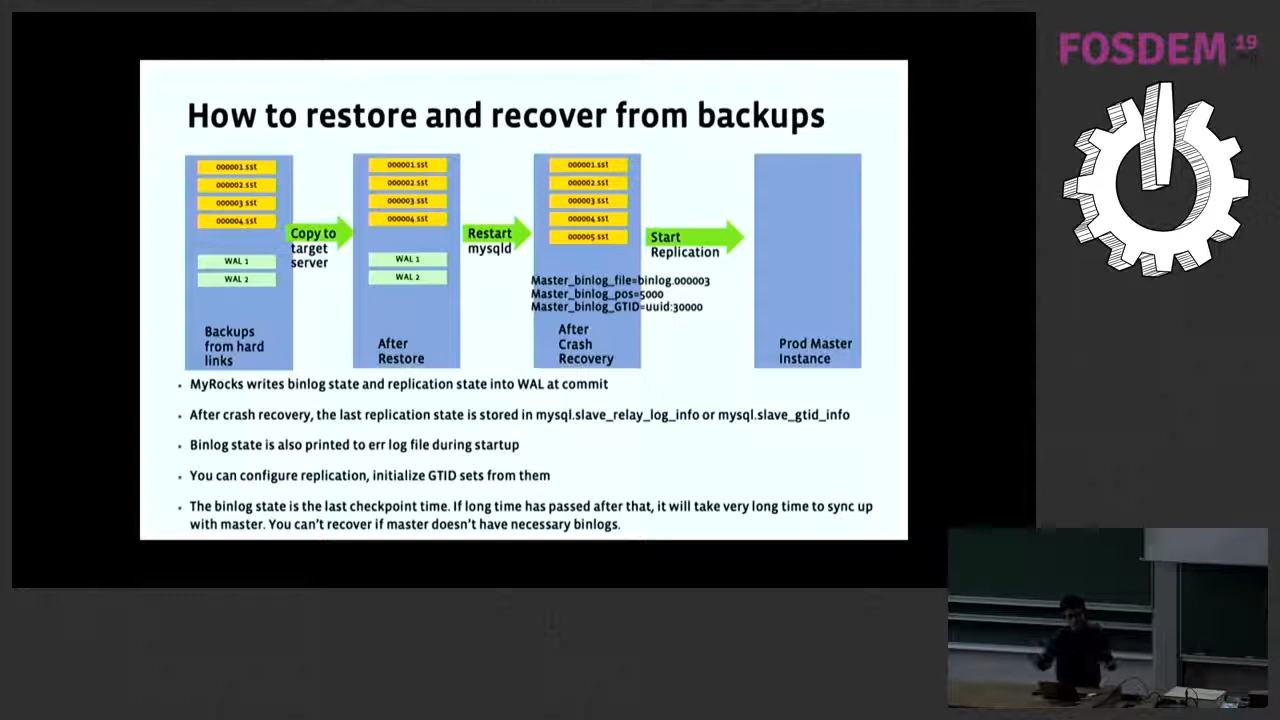 FOSDEM 19
How to restore and recover from backups
000001.sst
000002.sst
000003.sst
000004.sst
WAL 1
WAL 2
Backups
from hard
links
Copy to
target
server
000001.sst
000002.sst
000003.sst
000004.sst
WAL 1
WAL 2
After
Restore
Restart
mysqld
000001.sst
000002.sst
000003.sst
000004.sst
000005.sst
Master_binlog_file=binlog.000003
Master_binlog_pos=5000
Master_binlog_GTID=uuid:30000
After
Crash
Recovery
Start
Replication
Prod Master
Instance
• MyRocks writes binlog state and replication state into WAL at commit
• After crash recovery, the last replication state is stored in mysql.slave_relay_log_info or mysql.slave_gtid_info
• Binlog state is also printed to err log file during startup
• You can configure replication, initialize GTID sets from them
• The binlog state is the last checkpoint time. If long time has passed after that, it will take very long time to sync up
with master. You can't recover if master doesn't have necessary binlogs.